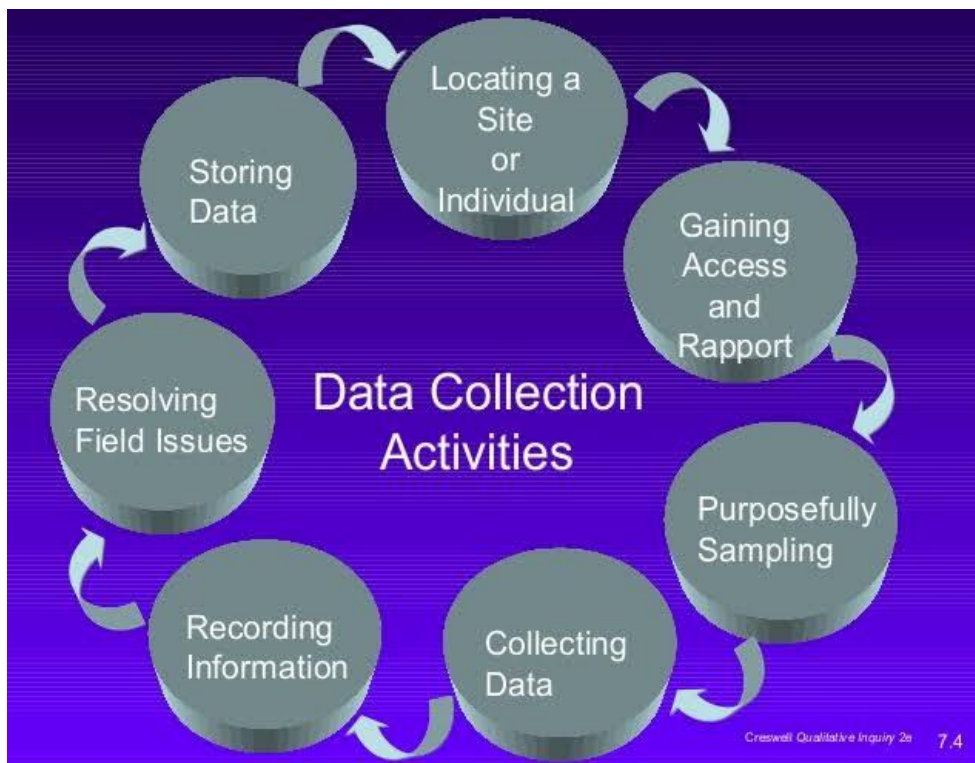 Locating a
Site
or
Individual
Gaining
Access
and
Rapport
Purposefully
Sampling
Collecting
Data
Recording
Information
Resolving
Field Issues
Storing
Data
Data Collection
Activities
Creswell Qualitative Inquiry 2e 7.4